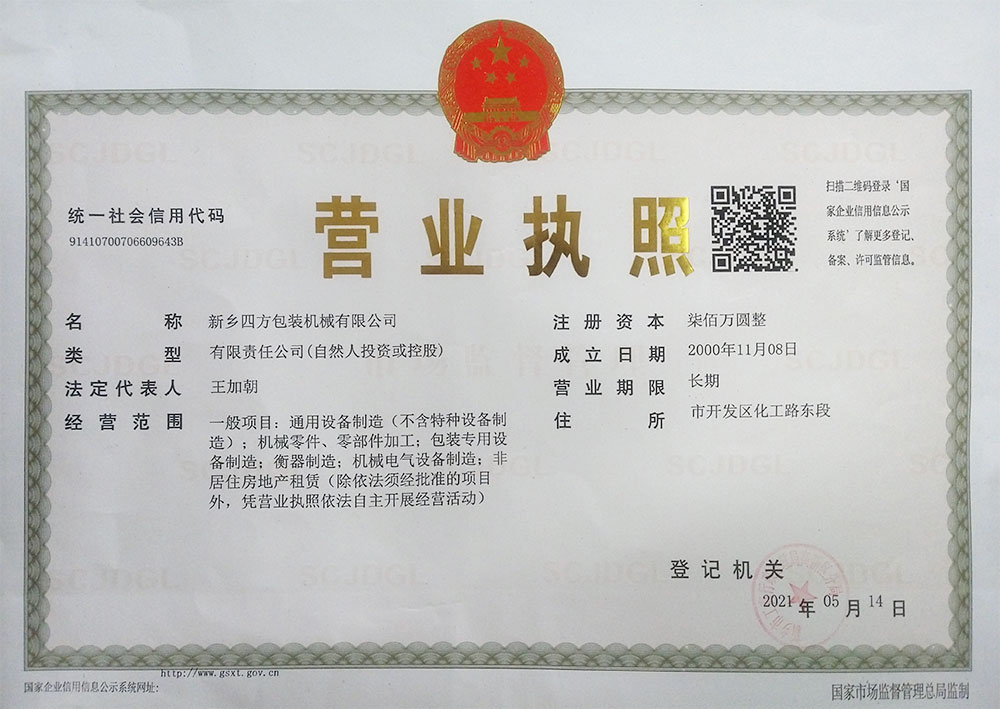 统一社会信用代码
91410700706609643B
营业执照
扫描二维码登录‘国
家企业信用信息公示
系统’了解更多登记、
备案、许可监管信息。
名称 新乡四方包装机械有限公司
类型 有限责任公司(自然人投资或控股)
法定代表人 王加朝
经营范围 一般项目：通用设备制造（不含特种设备制
造）；机械零件、零部件加工；包装专用设
备制造；衡器制造；机械电气设备制造；非
居住房地产租赁（除依法须经批准的项目
外，凭营业执照依法自主开展经营活动）
注册资本 柒佰万圆整
成立日期 2000年11月08日
营业期限 长期
住所 市开发区化工路东段
登记机关
2021年05月14日
http://www.gsxt.gov.cn
国家企业信用信息公示系统网址:
国家市场监督管理总局监制